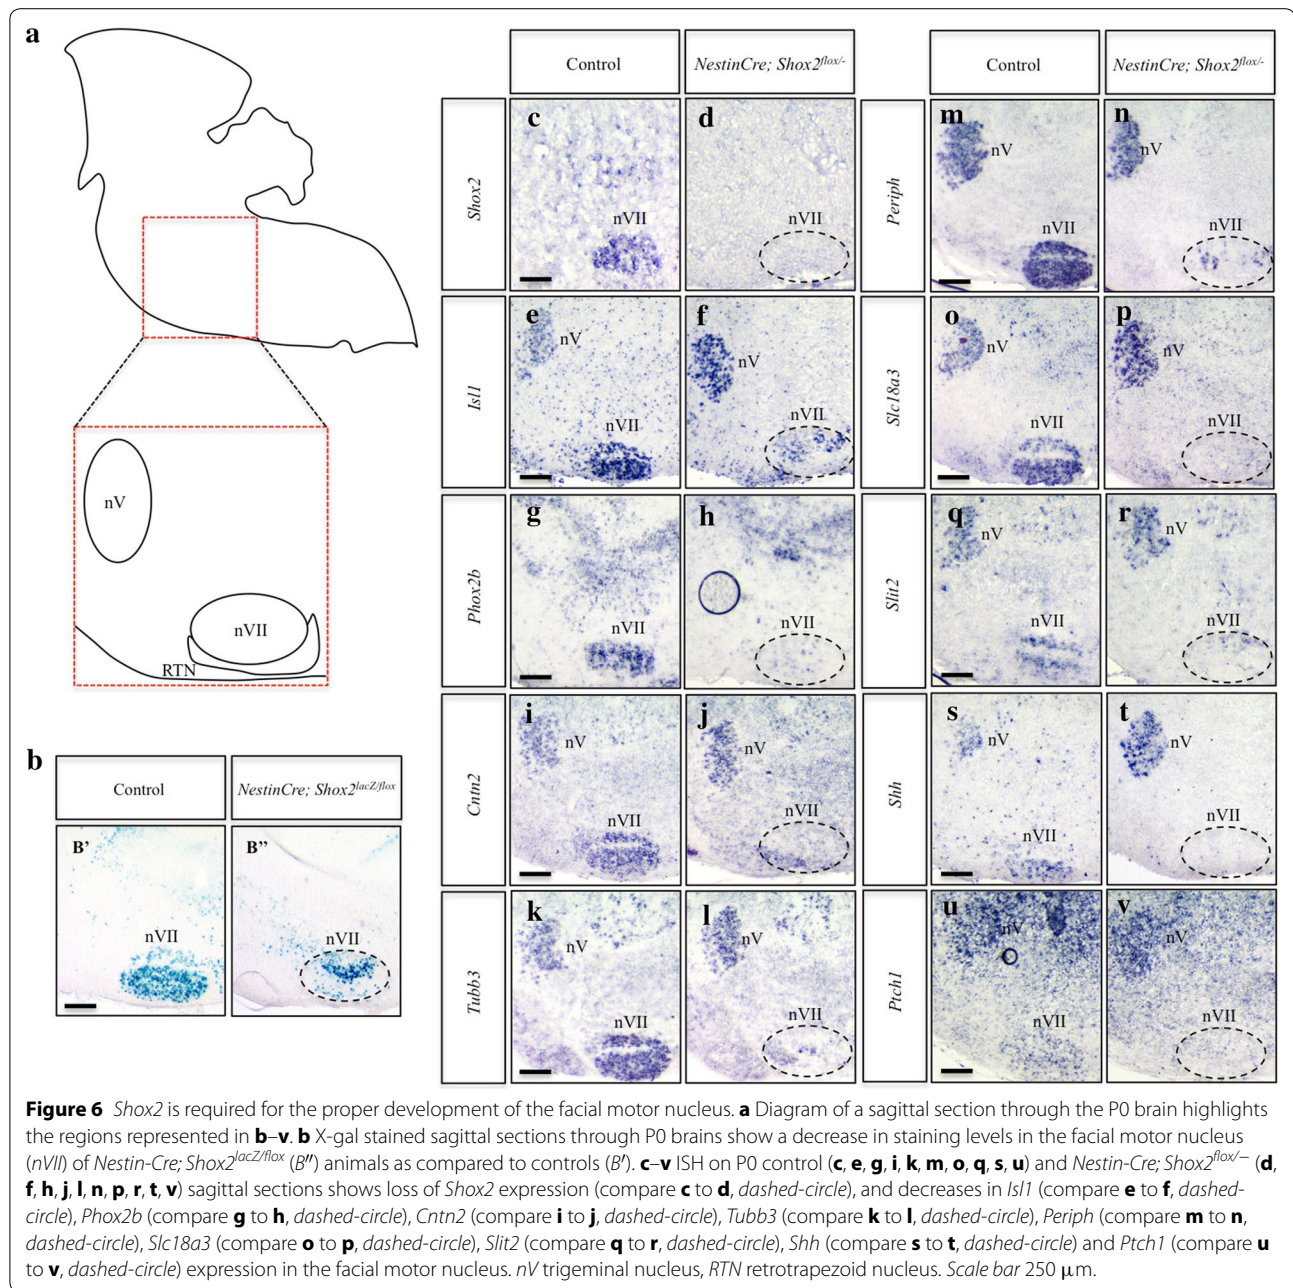 a
nV
nVII
RTN
b
Control
NestinCre; Shox2lacZ/flox
B'
nVII
B''
nVII
Control
NestinCre; Shox2flox/-
Shox2
c
nVII
d
nVII
Isl1
e
nV
nVII
f
nV
nVII
Phox2b
g
nVII
h
nVII
Cntn2
i
nV
nVII
j
nV
nVII
Tubb3
k
nV
nVII
l
nV
nVII
Control
NestinCre; Shox2flox/-
Periph
m
nV
nVII
n
nV
nVII
Slc18a3
o
nV
nVII
p
nV
nVII
Slit2
q
nV
nVII
r
nV
nVII
Shh
s
nV
nVII
t
nV
nVII
Ptch1
u
nV
nVII
v
nV
nVII
Figure 6 Shox2 is required for the proper development of the facial motor nucleus. a Diagram of a sagittal section through the P0 brain highlights
the regions represented in b–v. b X-gal stained sagittal sections through P0 brains show a decrease in staining levels in the facial motor nucleus
(nVII) of Nestin-Cre; Shox2lacZ/flox (B″) animals as compared to controls (B′). c–v ISH on P0 control (c, e, g, i, k, m, o, q, s, u) and Nestin-Cre; Shox2flox/− (d,
f, h, j, l, n, p, r, t, v) sagittal sections shows loss of Shox2 expression (compare c to d, dashed-circle), and decreases in Isl1 (compare e to f, dashed-
circle), Phox2b (compare g to h, dashed-circle), Cntn2 (compare i to j, dashed-circle), Tubb3 (compare k to l, dashed-circle), Periph (compare m to n,
dashed-circle), Slc18a3 (compare o to p, dashed-circle), Slit2 (compare q to r, dashed-circle), Shh (compare s to t, dashed-circle) and Ptch1 (compare u
to v, dashed-circle) expression in the facial motor nucleus. nV trigeminal nucleus, RTN retrotrapezoid nucleus. Scale bar 250 μm.